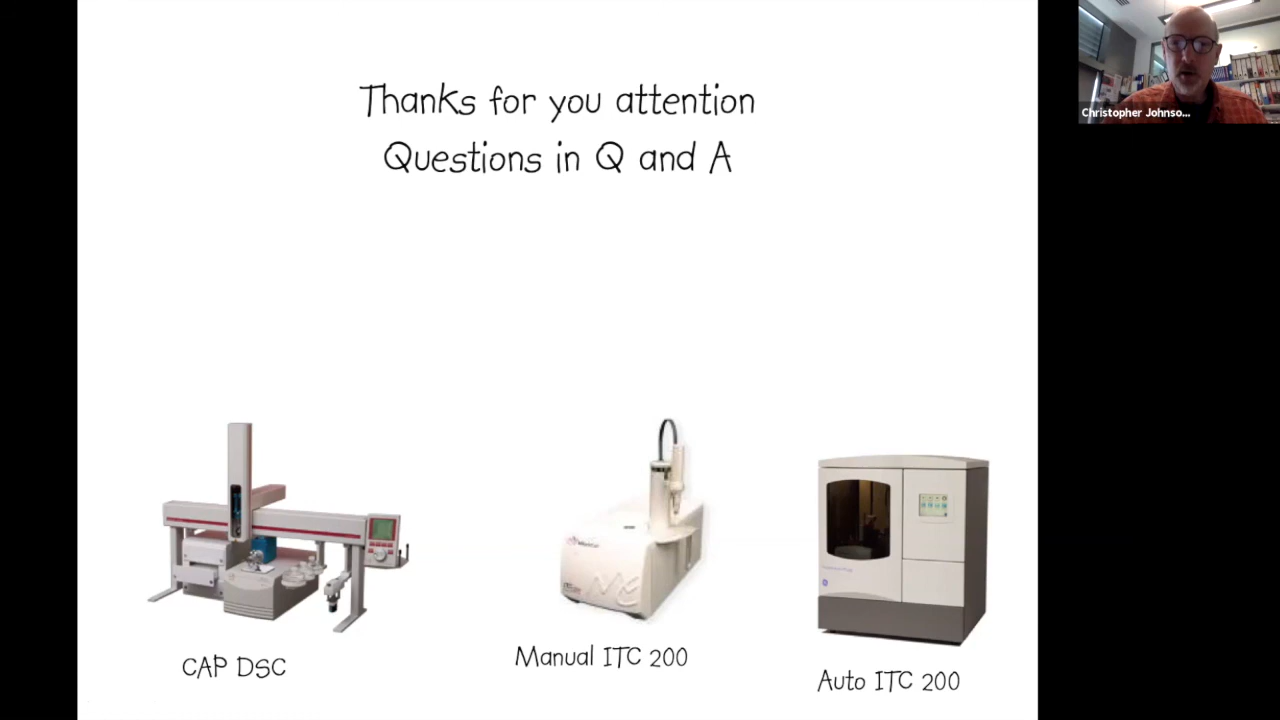 Thanks for you attention
Questions in Q and A
Christopher Johnso...
CAP DSC
Manual ITC 200
Auto ITC 200